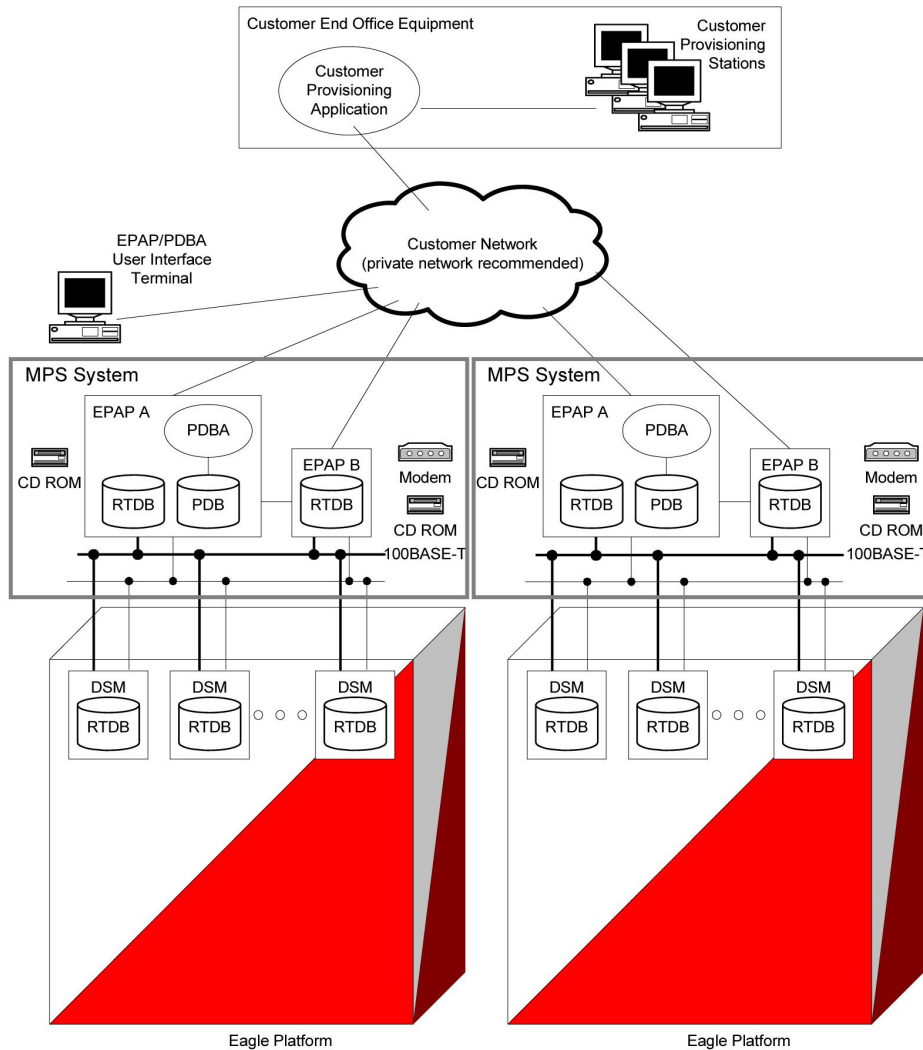 Customer End Office Equipment
Customer
Provisioning
Stations
Customer
Provisioning
Application
Customer Network
(private network recommended)
EPAP/PDBA
User Interface
Terminal
MPS System
EPAP A
PDBA
CD ROM
RTDB
PDB
EPAP B
RTDB
Modem
CD ROM
100BASE-T
MPS System
EPAP A
PDBA
CD ROM
RTDB
PDB
EPAP B
RTDB
Modem
CD ROM
100BASE-T
DSM
RTDB
DSM
RTDB
DSM
RTDB
DSM
RTDB
DSM
RTDB
DSM
RTDB
Eagle Platform
Eagle Platform